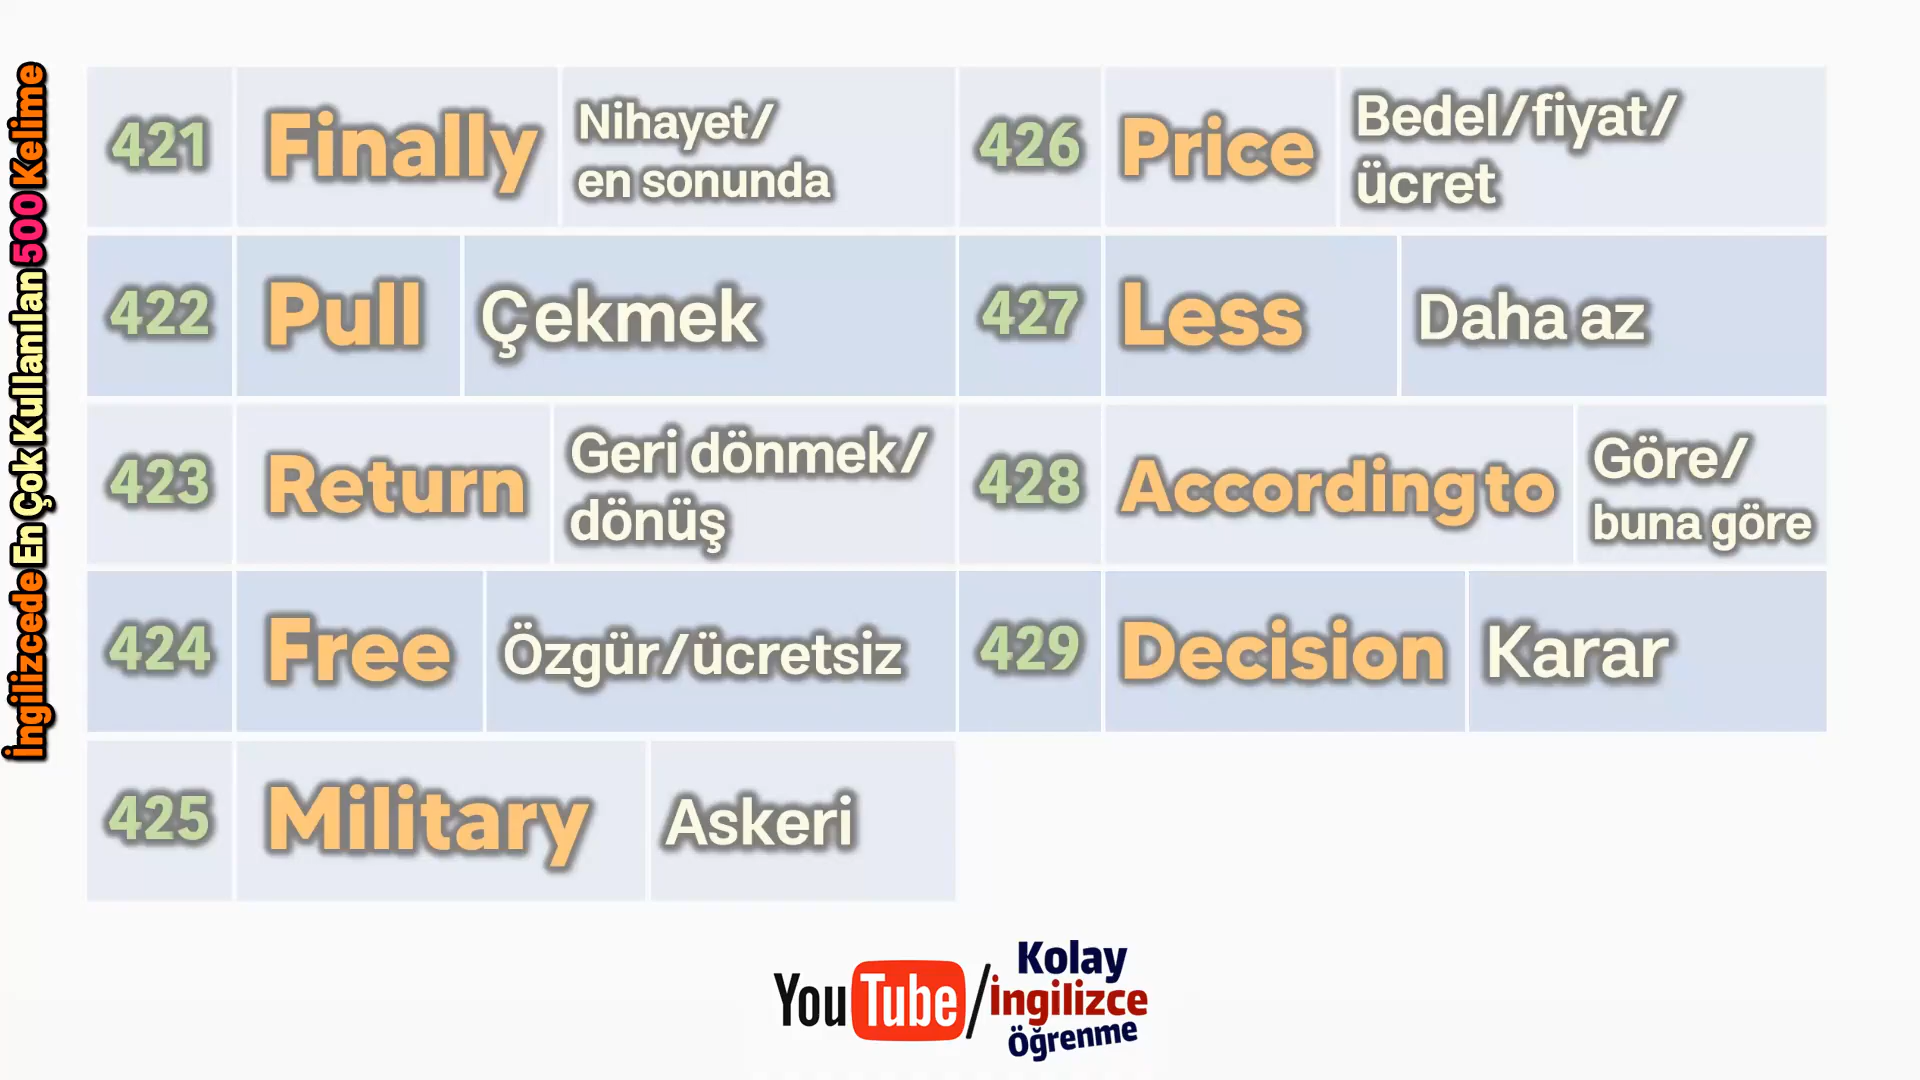 İngilizcede En Çok Kullanılan 500 Kelime
421 Finally Nihayet/
en sonunda
422 Pull Çekmek
423 Return Geri dönmek/
dönüş
424 Free Özgür/ücretsiz
425 Military Askeri
426 Price Bedel/fiyat/
ücret
427 Less Daha az
428 According to Göre/
buna göre
429 Decision Karar
YouTube/Kolay
İngilizce
Öğrenme